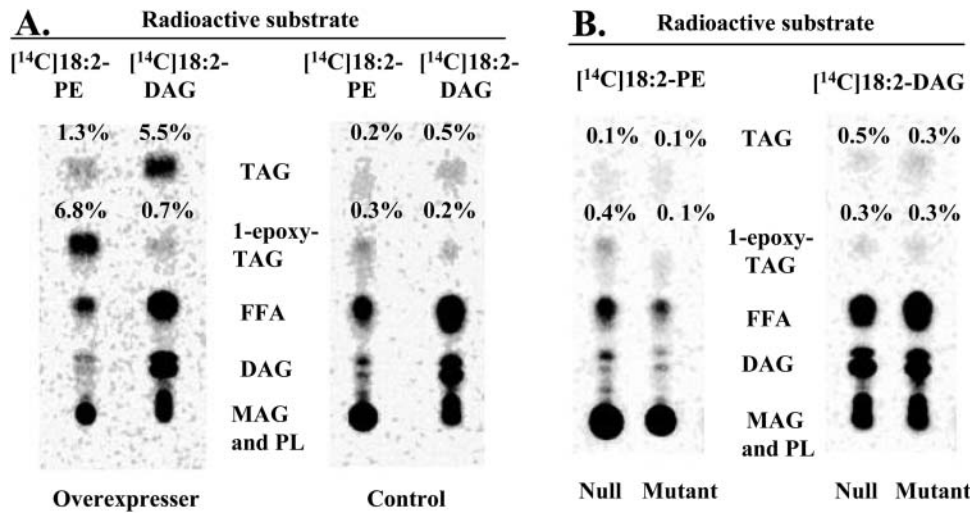 A. Radioactive substrate
[14C]18:2-PE [14C]18:2-DAG [14C]18:2-PE [14C]18:2-DAG
1.3% 5.5% 0.2% 0.5%
TAG
6.8% 0.7% 0.3% 0.2%
1-epoxy-
TAG
FFA
DAG
MAG
and PL
Overexpresser Control
B. Radioactive substrate
[14C]18:2-PE [14C]18:2-DAG
0.1% 0.1% TAG 0.5% 0.3%
0.4% 0. 1% 0.3% 0.3%
1-epoxy-
TAG
FFA
DAG
MAG
and PL
Null Mutant Null Mutant